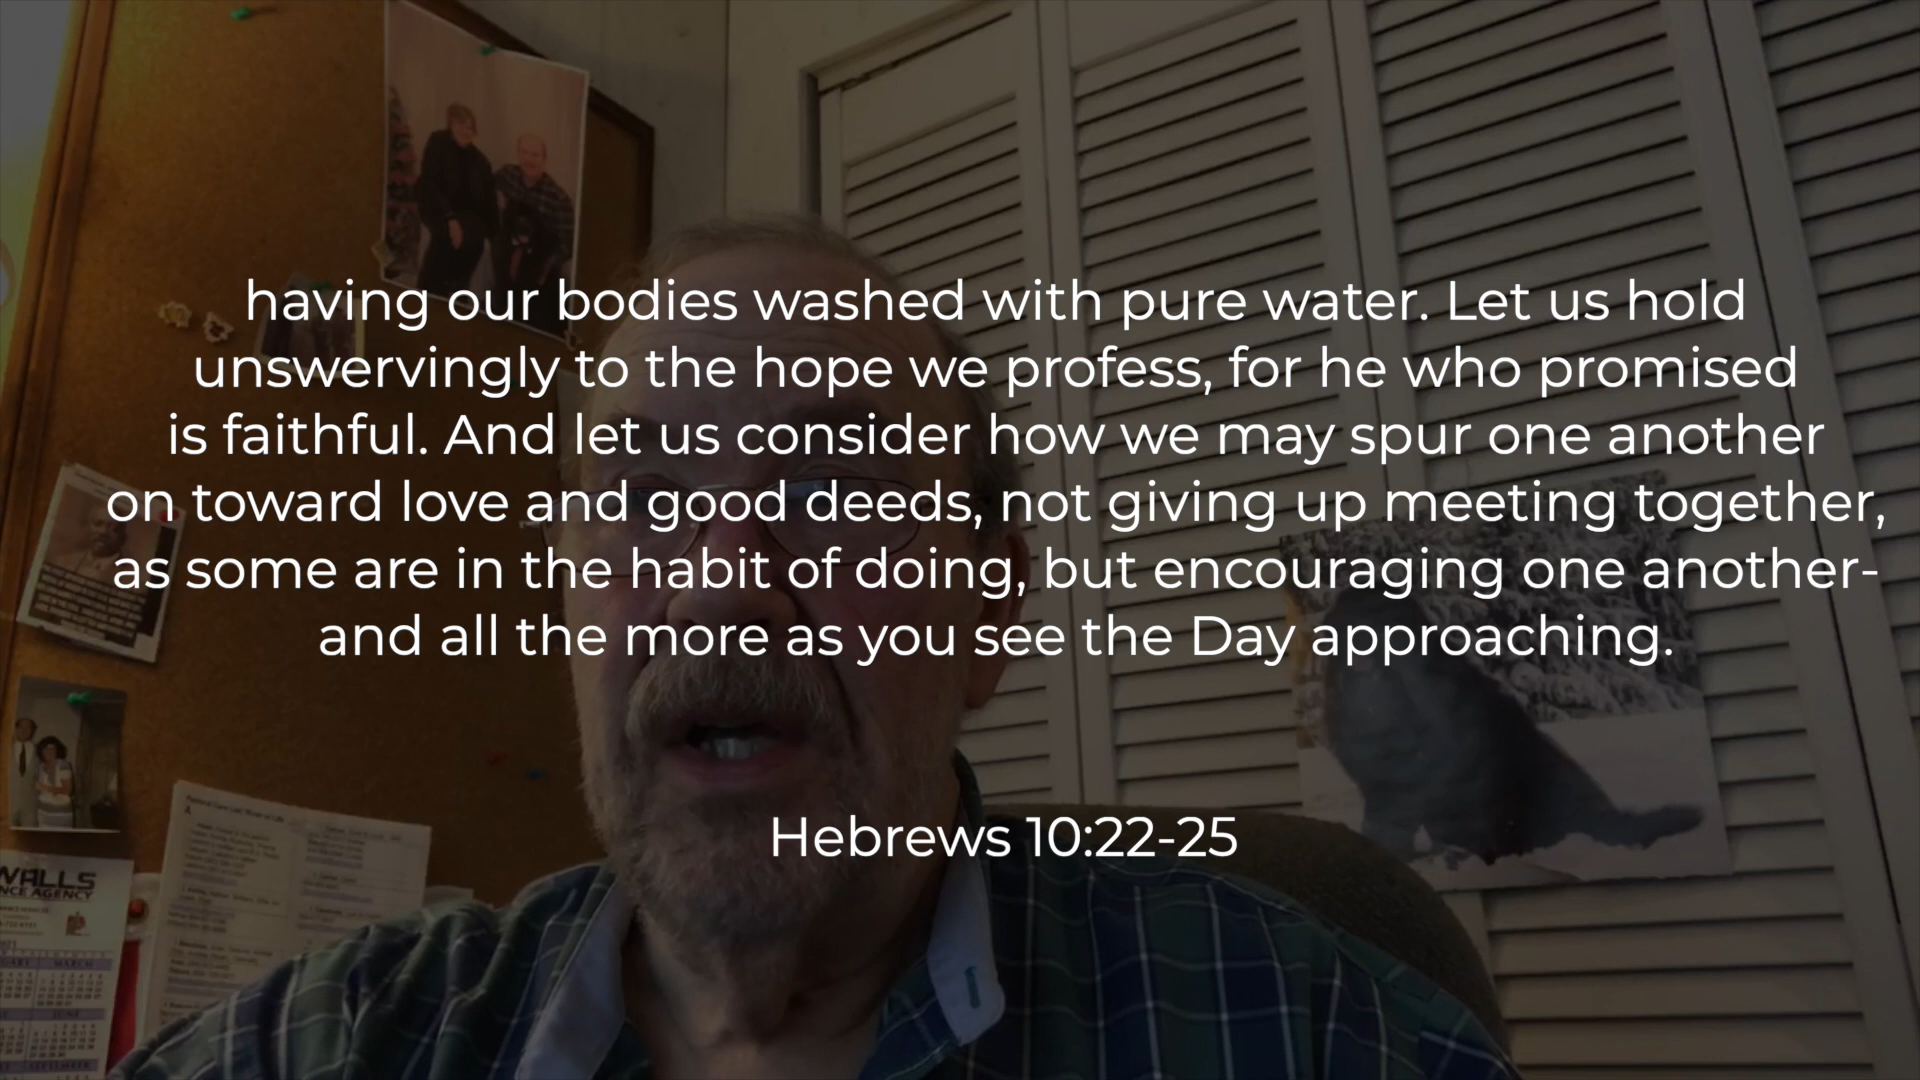 having our bodies washed with pure water. Let us hold
unswervingly to the hope we profess, for he who promised
is faithful. And let us consider how we may spur one another
on toward love and good deeds, not giving up meeting together,
as some are in the habit of doing, but encouraging one another-
and all the more as you see the Day approaching.
Hebrews 10:22-25
WALLS
NCE AGENCY
MARCH
JUNE